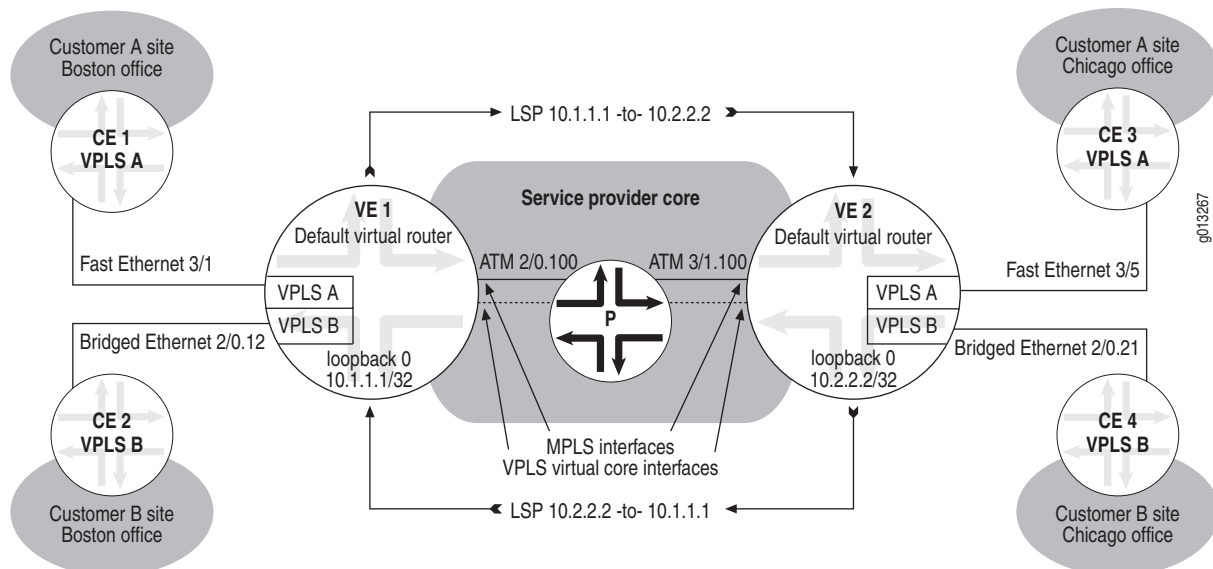 Customer A site
Boston office
CE 1
VPLS A
Customer A site
Chicago office
CE 3
VPLS A
LSP 10.1.1.1 -to- 10.2.2.2
Service provider core
VE 1
Default virtual router
VE 2
Default virtual router
Fast Ethernet 3/1
ATM 2/0.100
ATM 3/1.100
Fast Ethernet 3/5
VPLS A
VPLS B
P
VPLS A
VPLS B
Bridged Ethernet 2/0.12
loopback 0
10.1.1.1/32
loopback 0
10.2.2.2/32
Bridged Ethernet 2/0.21
CE 2
VPLS B
Customer B site
Boston office
MPLS interfaces
VPLS virtual core interfaces
LSP 10.2.2.2 -to- 10.1.1.1
CE 4
VPLS B
Customer B site
Chicago office
g013267